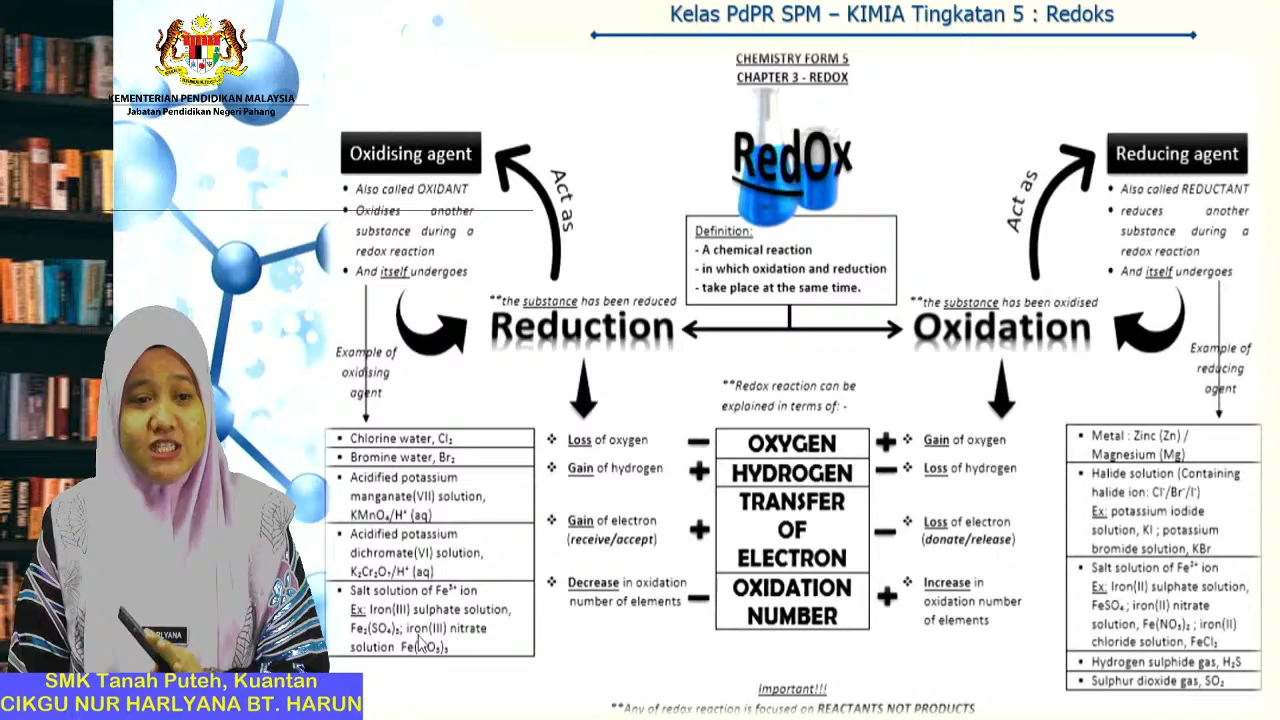 Kelas PdPR SPM – KIMIA Tingkatan 5 : Redoks
KEMENTERIAN PENDIDIKAN MALAYSIA
Jabatan Pendidikan Negeri Pahang
CHEMISTRY FORM 5
CHAPTER 3 - REDOX
RedOx
Definition:
- A chemical reaction
- in which oxidation and reduction
- take place at the same time.
Oxidising agent
• Also called OXIDANT
• Oxidises another
substance during a
redox reaction
• And itself undergoes
Act as
Example of
oxidising
agent
**the substance has been reduced
Reduction
Reducing agent
• Also called REDUCTANT
• reduces another
substance during a
redox reaction
• And itself undergoes
Act as
Example of
reducing
agent
**the substance has been oxidised
Oxidation
▪ Chlorine water, Cl₂
▪ Bromine water, Br₂
▪ Acidified potassium
manganate(VII) solution,
KMnO₄/H⁺ (aq)
▪ Acidified potassium
dichromate(VI) solution,
K₂Cr₂O₇/H⁺ (aq)
▪ Salt solution of Fe³⁺ ion
Ex: Iron(III) sulphate solution,
Fe₂(SO₄)₃; iron(III) nitrate
solution Fe(NO₃)₃
❖ Loss of oxygen
❖ Gain of hydrogen
❖ Gain of electron
(receive/accept)
❖ Decrease in oxidation
number of elements
**Redox reaction can be
explained in terms of: -
− OXYGEN +
+ HYDROGEN −
TRANSFER
+ OF −
ELECTRON
− OXIDATION +
NUMBER
❖ Gain of oxygen
❖ Loss of hydrogen
❖ Loss of electron
(donate/release)
❖ Increase in
oxidation number
of elements
▪ Metal : Zinc (Zn) /
Magnesium (Mg)
▪ Halide solution (Containing
halide ion: Cl⁻/Br⁻/I⁻)
Ex: potassium iodide
solution, KI ; potassium
bromide solution, KBr
▪ Salt solution of Fe²⁺ ion
Ex: Iron(II) sulphate solution,
FeSO₄ ; iron(II) nitrate
solution, Fe(NO₃)₂ ; iron(II)
chloride solution, FeCl₂
▪ Hydrogen sulphide gas, H₂S
▪ Sulphur dioxide gas, SO₂
Important!!!
**Any of redox reaction is focused on REACTANTS NOT PRODUCTS
SMK Tanah Puteh, Kuantan
CIKGU NUR HARLYANA BT. HARUN